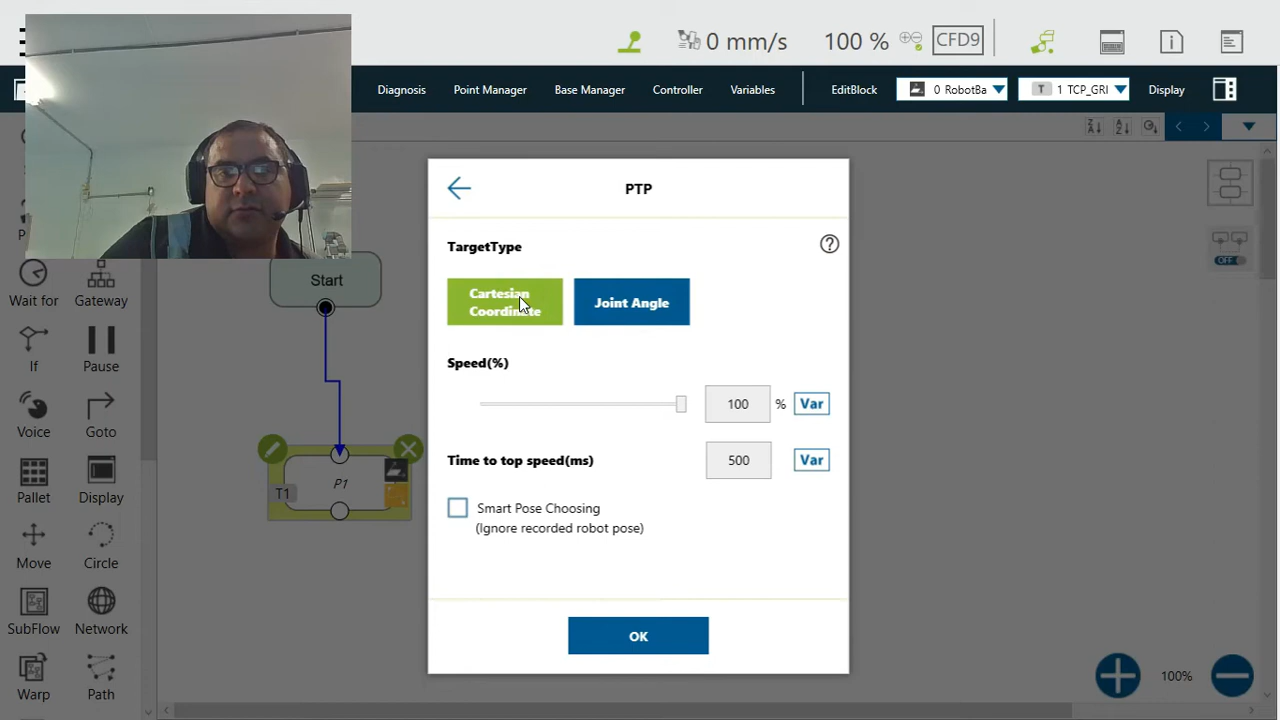 0 mm/s
100 %
CFD9
Diagnosis
Point Manager
Base Manager
Controller
Variables
EditBlock
0 RobotBa
T
1 TCP_GRI
Display
PTP
TargetType
Cartesian
Coordinate
Joint Angle
Speed(%)
100
%
Var
Time to top speed(ms)
500
Var
Smart Pose Choosing
(Ignore recorded robot pose)
OK
Start
T1
P1
Wait for
Gateway
If
Pause
Voice
Goto
Pallet
Display
Move
Circle
SubFlow
Network
Warp
Path
OFF
100%